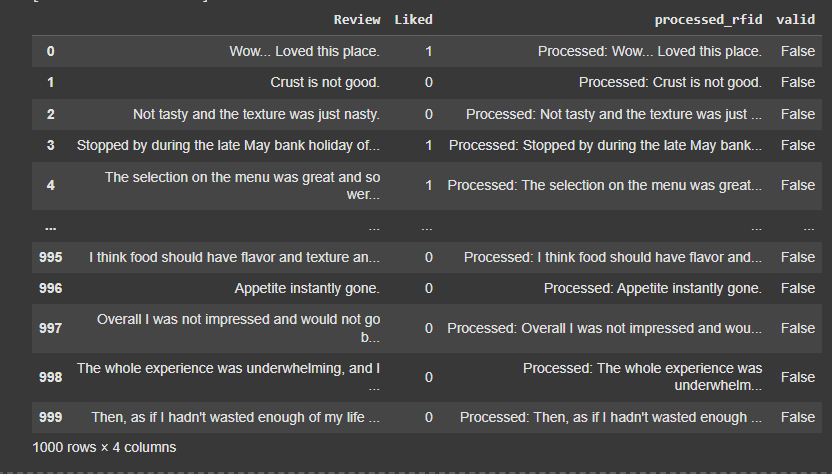 Review Liked processed_rfid valid
0 Wow... Loved this place. 1 Processed: Wow... Loved this place. False
1 Crust is not good. 0 Processed: Crust is not good. False
2 Not tasty and the texture was just nasty. 0 Processed: Not tasty and the texture was just ... False
3 Stopped by during the late May bank holiday of... 1 Processed: Stopped by during the late May bank... False
4 The selection on the menu was great and so
wer... 1 Processed: The selection on the menu was great... False
... ... ... ... ...
995 I think food should have flavor and texture an... 0 Processed: I think food should have flavor and... False
996 Appetite instantly gone. 0 Processed: Appetite instantly gone. False
997 Overall I was not impressed and would not go
b... 0 Processed: Overall I was not impressed and wou... False
998 The whole experience was underwhelming, and I
... 0 Processed: The whole experience was
underwhelm... False
999 Then, as if I hadn't wasted enough of my life ... 0 Processed: Then, as if I hadn't wasted enough ... False
1000 rows × 4 columns